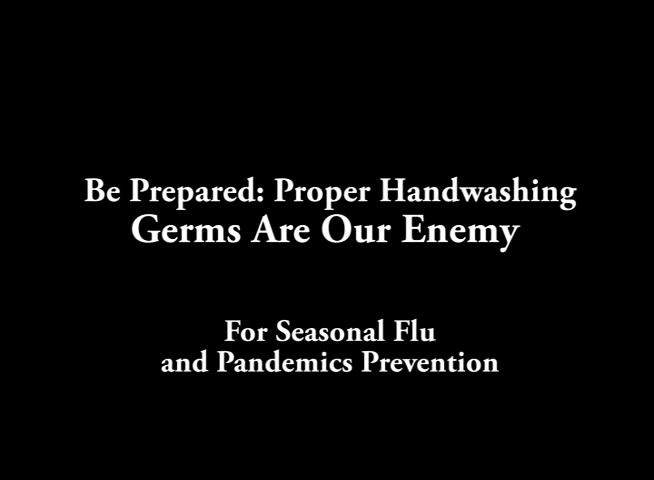 Be Prepared: Proper Handwashing
Germs Are Our Enemy
For Seasonal Flu
and Pandemics Prevention